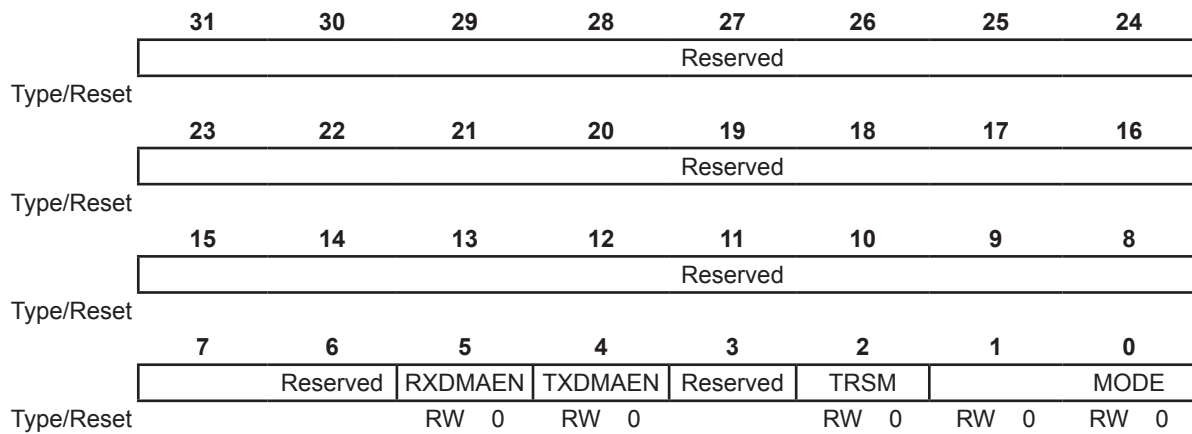 31 30 29 28 27 26 25 24
Reserved
Type/Reset
23 22 21 20 19 18 17 16
Reserved
Type/Reset
15 14 13 12 11 10 9 8
Reserved
Type/Reset
7 6 5 4 3 2 1 0
Reserved RXDMAEN TXDMAEN Reserved TRSM MODE
Type/Reset RW 0 RW 0 RW 0 RW 0 RW 0